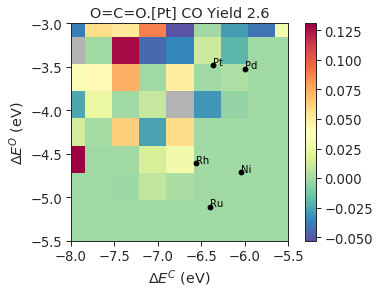 O=C=O.[Pt] CO Yield 2.6
−3.0
−3.5
−4.0
−4.5
−5.0
−5.5
ΔE^O (eV)
Pt
Pd
Rh
Ni
Ru
−8.0 −7.5 −7.0 −6.5 −6.0 −5.5
ΔE^C (eV)
0.125
0.100
0.075
0.050
0.025
0.000
−0.025
−0.050